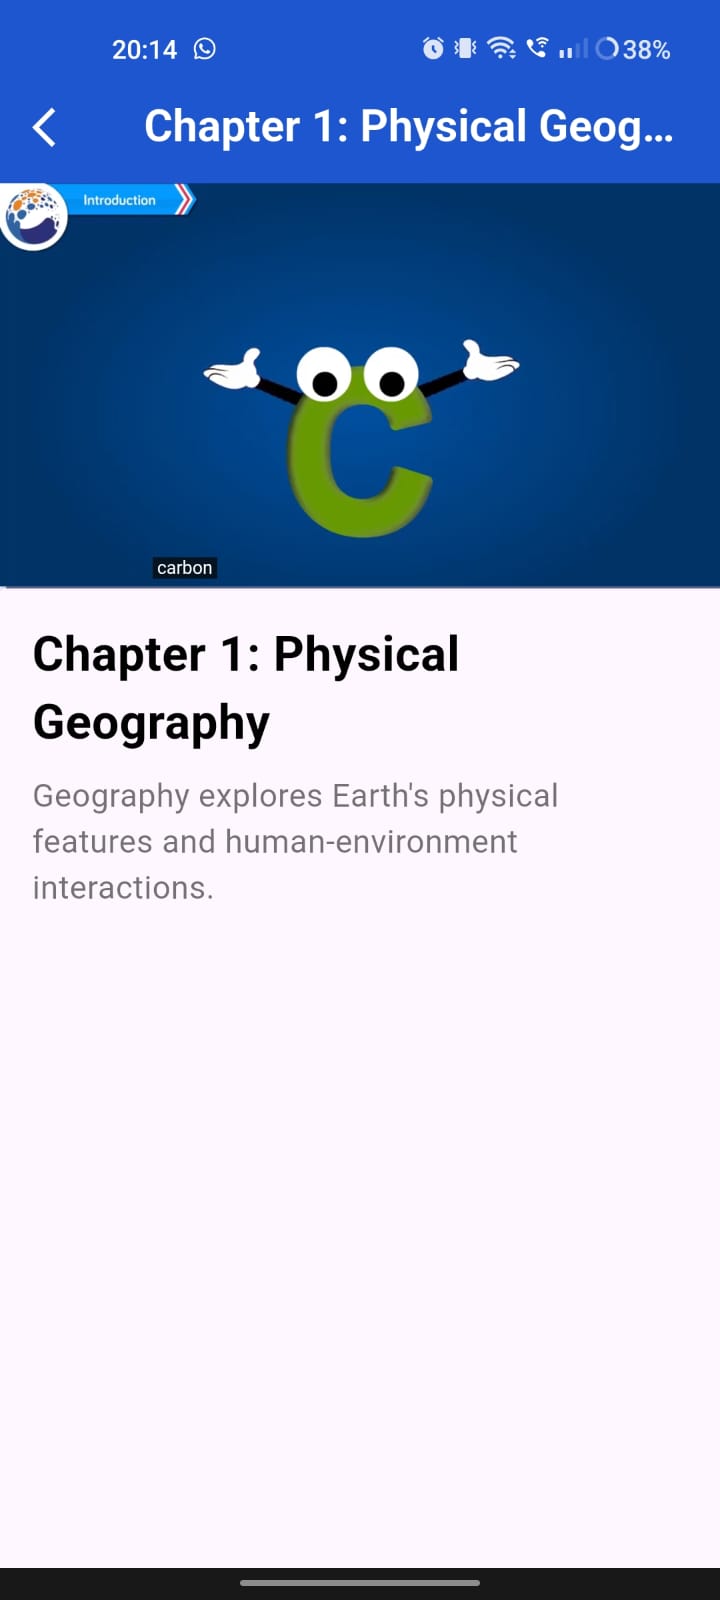 20:14
38%
Chapter 1: Physical Geog...
Introduction
C
carbon
Chapter 1: Physical
Geography
Geography explores Earth's physical
features and human-environment
interactions.